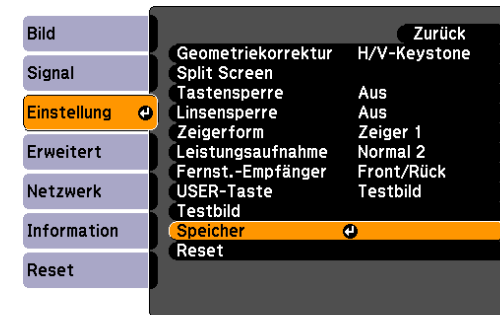 Bild
Signal
Einstellung
Erweitert
Netzwerk
Information
Reset
Zurück
Geometriekorrektur H/V-Keystone
Split Screen
Tastensperre Aus
Linsensperre Aus
Zeigerform Zeiger 1
Leistungsaufnahme Normal 2
Fernst.-Empfänger Front/Rück
USER-Taste Testbild
Testbild
Speicher
Reset